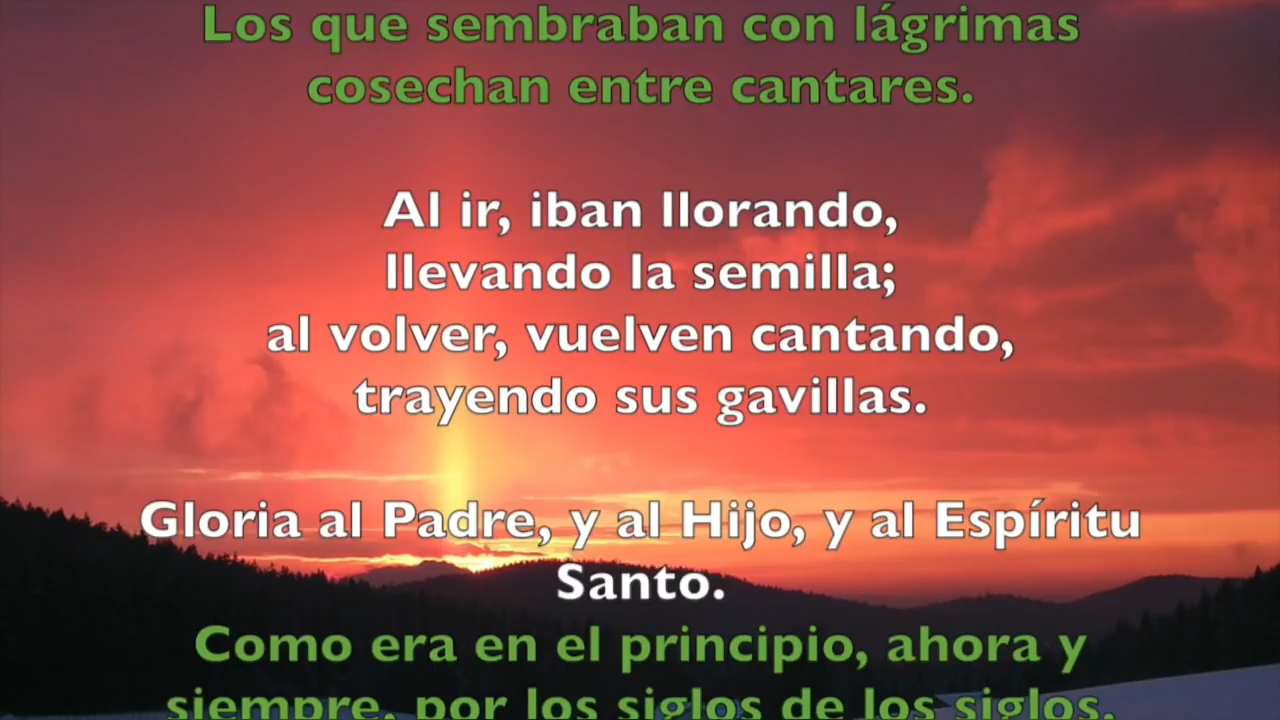 Los que sembraban con lágrimas
cosechan entre cantares.
Al ir, iban llorando,
llevando la semilla;
al volver, vuelven cantando,
trayendo sus gavillas.
Gloria al Padre, y al Hijo, y al Espíritu
Santo.
Como era en el principio, ahora y
siempre, por los siglos de los siglos.